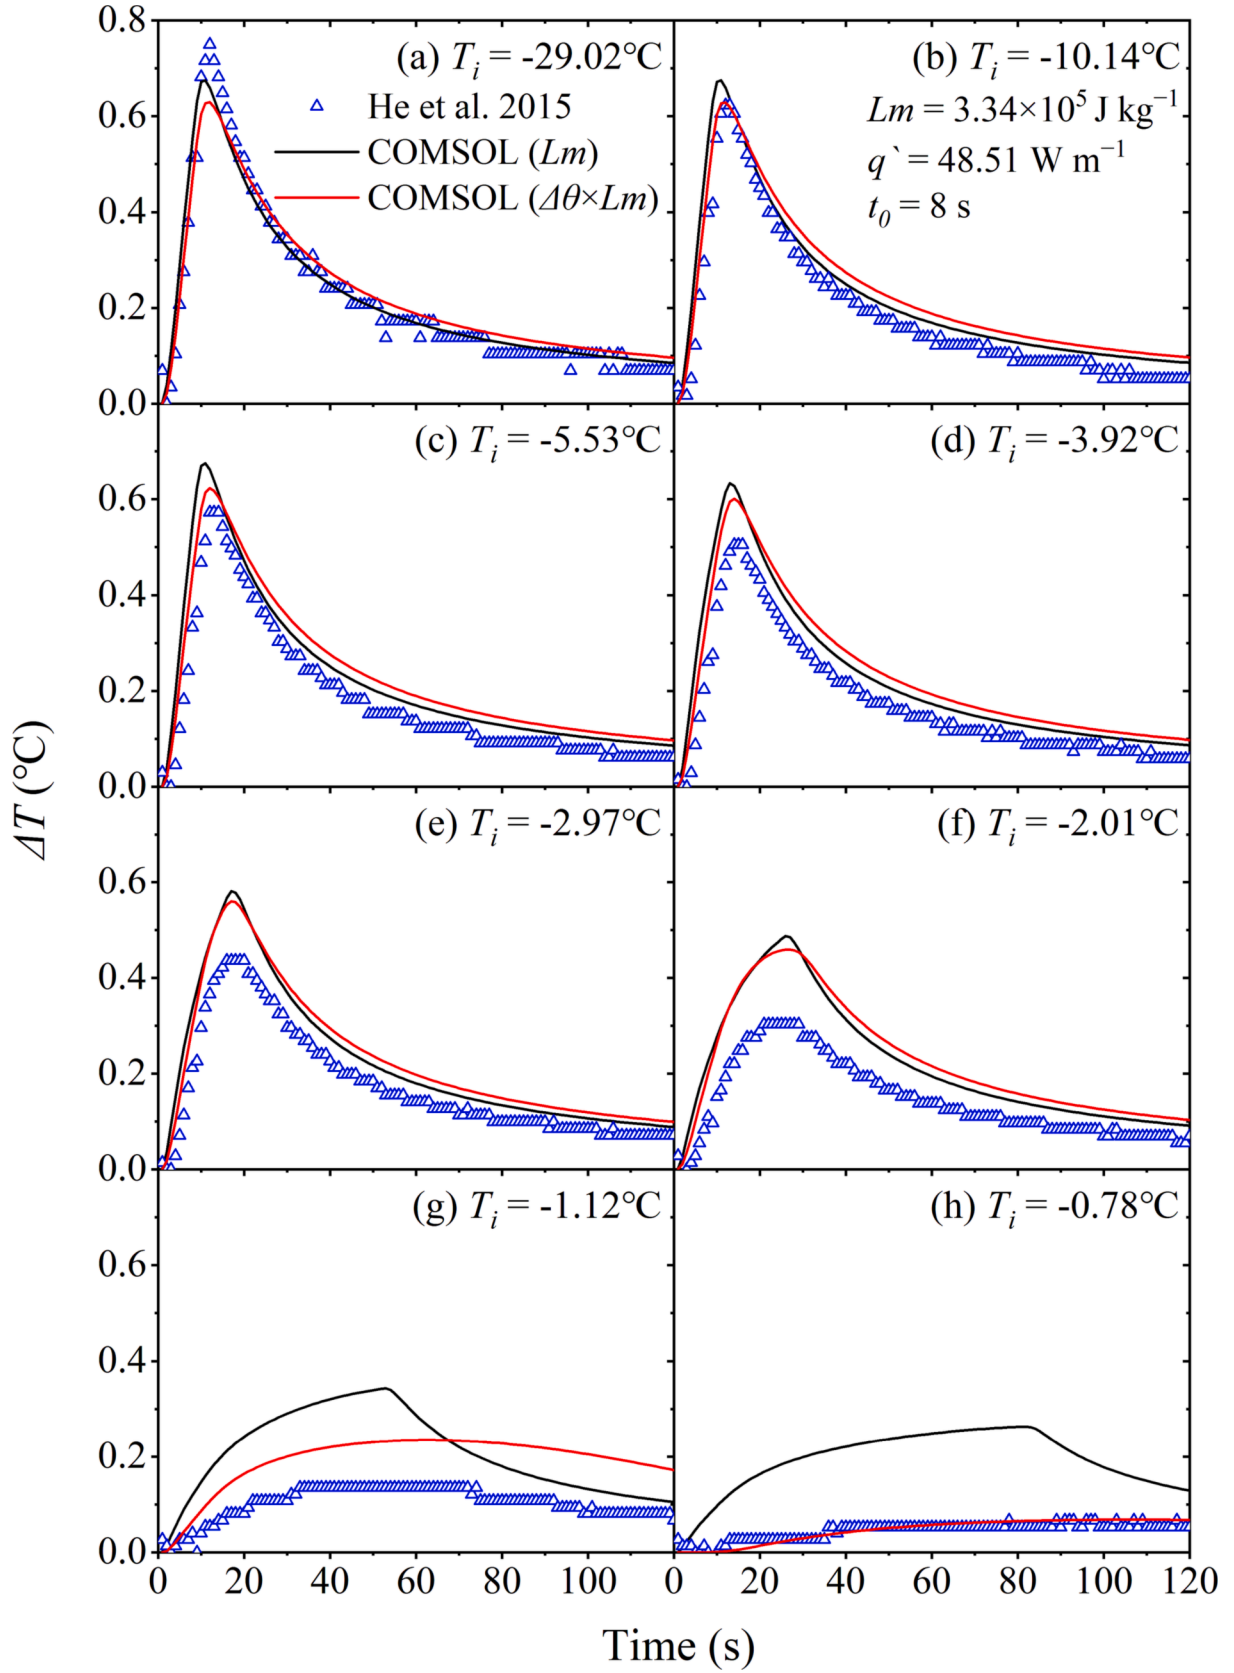 0.8
(a) Ti = -29.02°C
He et al. 2015
COMSOL (Lm)
COMSOL (Δθ×Lm)
(b) Ti = -10.14°C
Lm = 3.34×10⁵ J kg⁻¹
q` = 48.51 W m⁻¹
t₀ = 8 s
0.6
0.4
0.2
0.0
(c) Ti = -5.53°C
(d) Ti = -3.92°C
0.6
0.4
0.2
0.0
ΔT (°C)
(e) Ti = -2.97°C
(f) Ti = -2.01°C
0.6
0.4
0.2
0.0
(g) Ti = -1.12°C
(h) Ti = -0.78°C
0.6
0.4
0.2
0.0
0 20 40 60 80 100 0 20 40 60 80 100 120
Time (s)